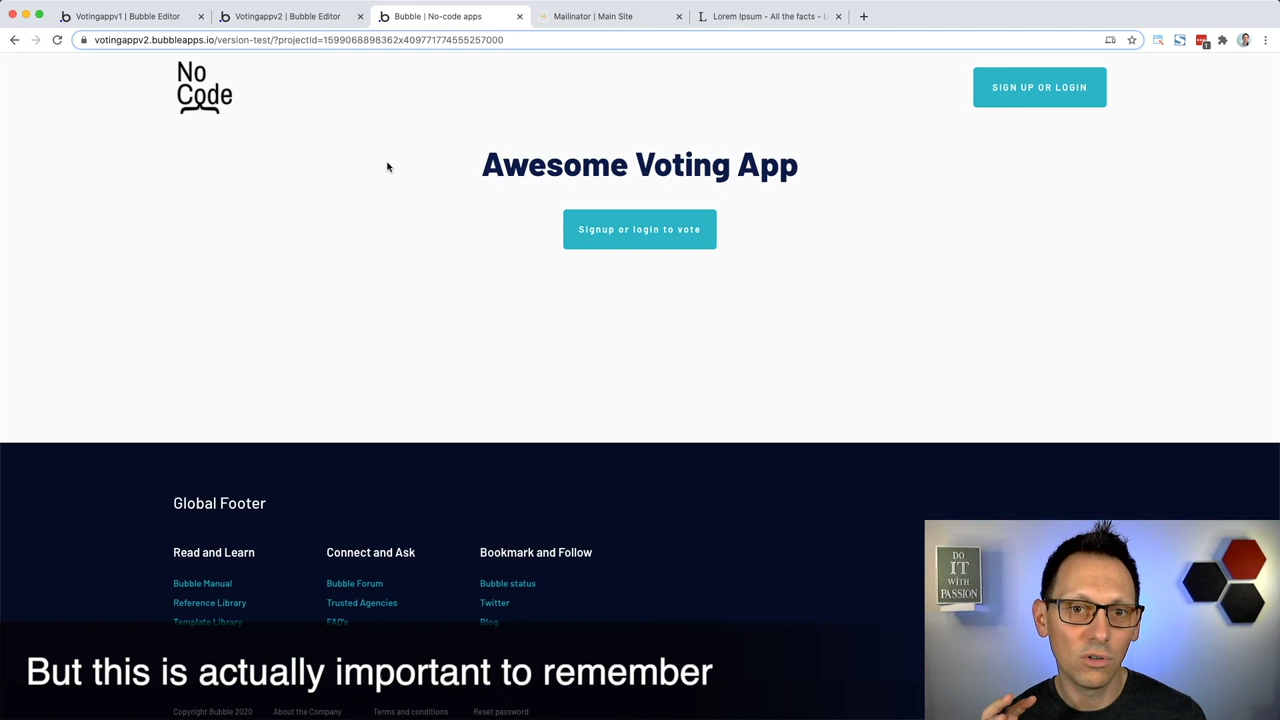 Votingappv1 | Bubble Editor
Votingappv2 | Bubble Editor
Bubble | No-code apps
Mailinator | Main Site
Lorem Ipsum - All the facts - Li
votingappv2.bubbleapps.io/version-test/?projectId=1599068898362x409771774555257000
No
Code
SIGN UP OR LOGIN
Awesome Voting App
Signup or login to vote
Global Footer
Read and Learn
Connect and Ask
Bookmark and Follow
Bubble Manual
Bubble Forum
Bubble status
Reference Library
Trusted Agencies
Twitter
Template Library
FAQ's
Blog
DO
IT
WITH
PASSION
But this is actually important to remember
Copyright Bubble 2020
About the Company
Terms and conditions
Reset password